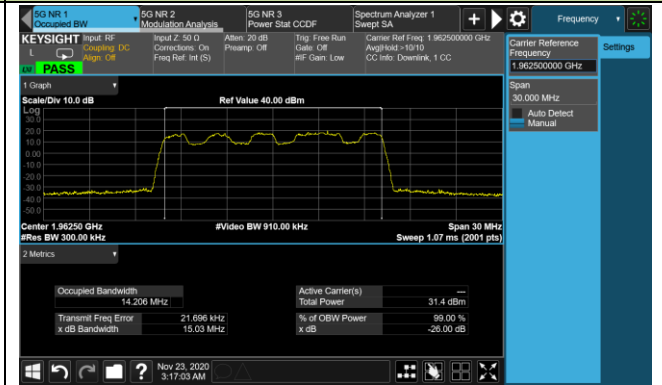 5G NR 1
Occupied BW
5G NR 2
Modulation Analysis
5G NR 3
Power Stat CCDF
Spectrum Analyzer 1
Swept SA
+
Frequency
KEYSIGHT
L
PASS
Input: RF
Coupling: DC
Align: Off
Input Z: 50 Ω
Corrections: On
Freq Ref: Int (S)
Atten: 20 dB
Preamp: Off
Trig: Free Run
Gate: Off
#IF Gain: Low
Carrier Ref Freq: 1.962500000 GHz
Avg|Hold:>10/10
CC Info: Downlink, 1 CC
Carrier Reference
Frequency
1.962500000 GHz
Settings
Span
30.000 MHz
Auto Detect
Manual
1 Graph
Scale/Div 10.0 dB
Ref Value 40.00 dBm
Log
30.0
20.0
10.0
0.00
-10.0
-20.0
-30.0
-40.0
-50.0
Center 1.96250 GHz
#Video BW 910.00 kHz
Span 30 MHz
#Res BW 300.00 kHz
Sweep 1.07 ms (2001 pts)
2 Metrics
Occupied Bandwidth
14.206 MHz
Transmit Freq Error 21.696 kHz
x dB Bandwidth 15.03 MHz
Active Carrier(s) ---
Total Power 31.4 dBm
% of OBW Power 99.00 %
x dB -26.00 dB
?
Nov 23, 2020
3:17:03 AM